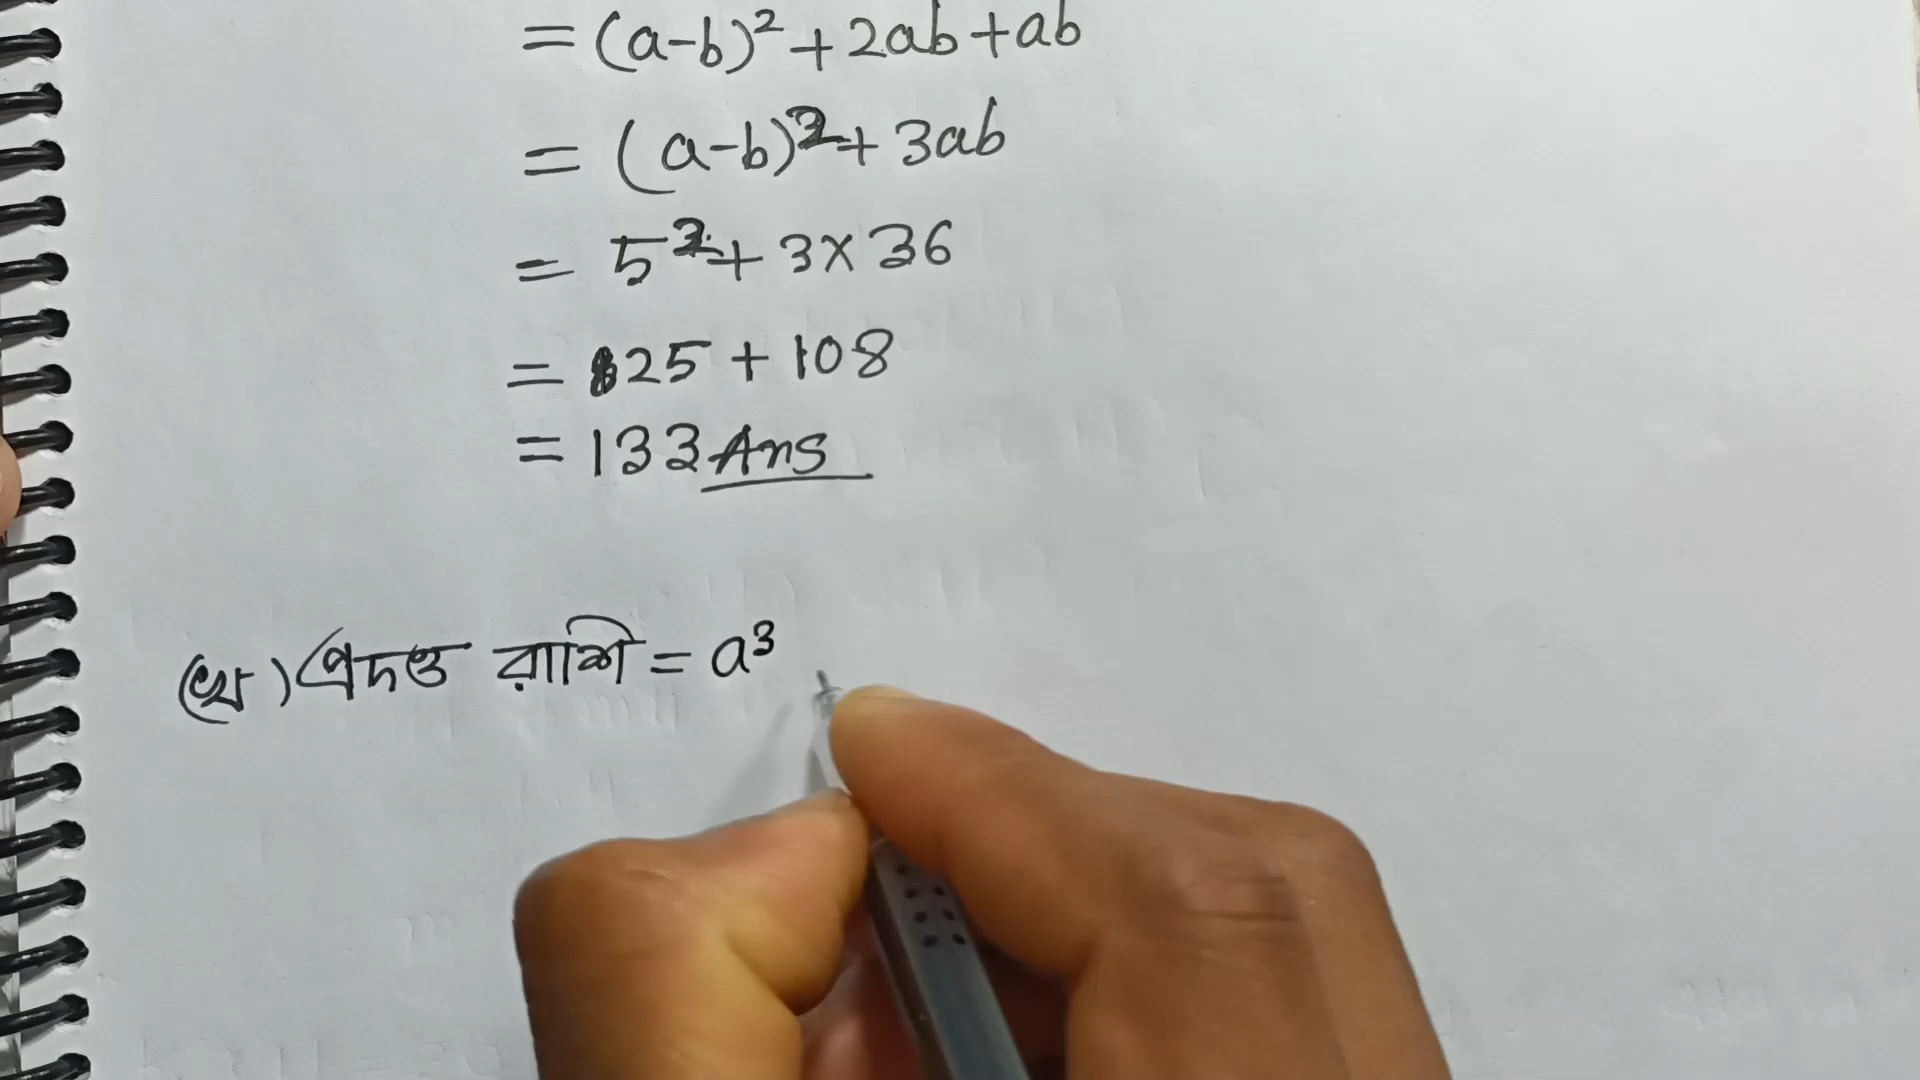 = (a-b)² + 2ab + ab
= (a-b)² + 3ab
= 5² + 3 × 36
= 25 + 108
= 133 Ans
(খ) প্রদত্ত রাশি = a³